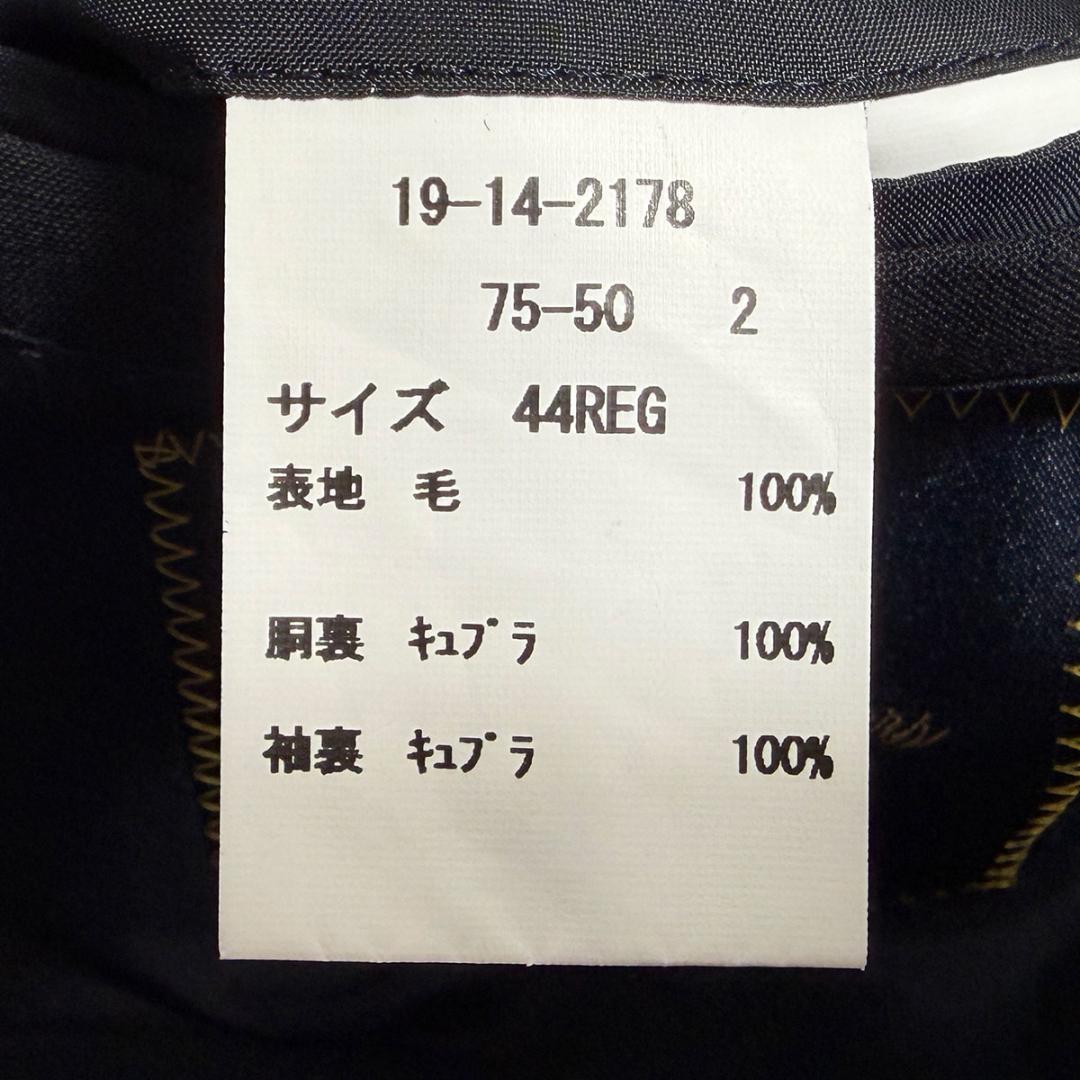 19-14-2178
75-50 2
サイズ 44REG
表地 毛 100%
胴裏 ｷｭﾌﾟﾗ 100%
袖裏 ｷｭﾌﾟﾗ 100%